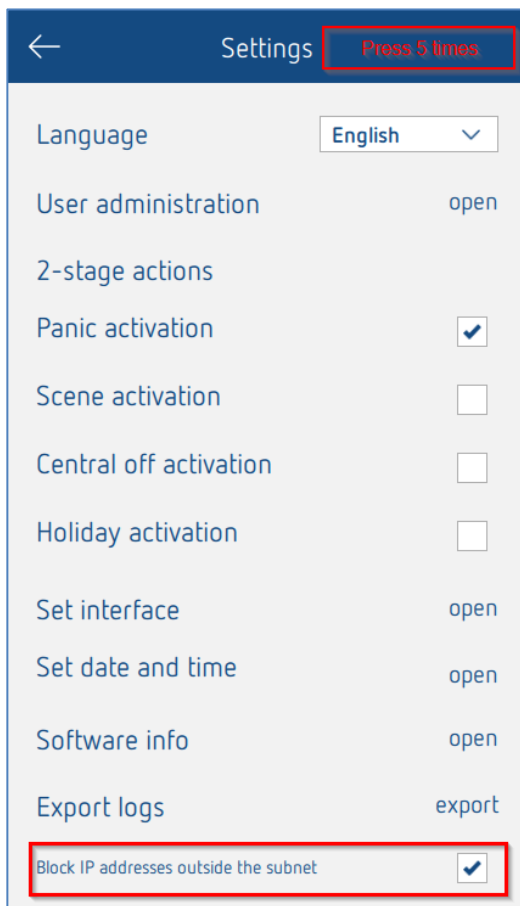 Settings Press 5 times
Language English
User administration open
2-stage actions
Panic activation
Scene activation
Central off activation
Holiday activation
Set interface open
Set date and time open
Software info open
Export logs export
Block IP addresses outside the subnet